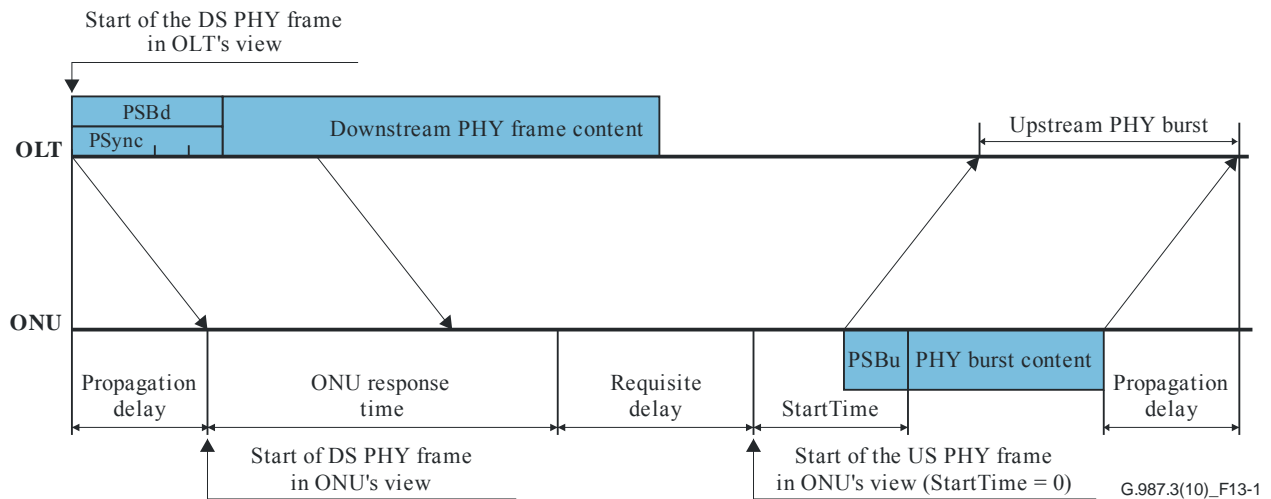 Start of the DS PHY frame
in OLT's view
PSBd
PSync
Downstream PHY frame content
Upstream PHY burst
OLT
ONU
PSBu
PHY burst content
Propagation
delay
ONU response
time
Requisite
delay
StartTime
Propagation
delay
Start of DS PHY frame
in ONU's view
Start of the US PHY frame
in ONU's view (StartTime = 0)
G.987.3(10)_F13-1